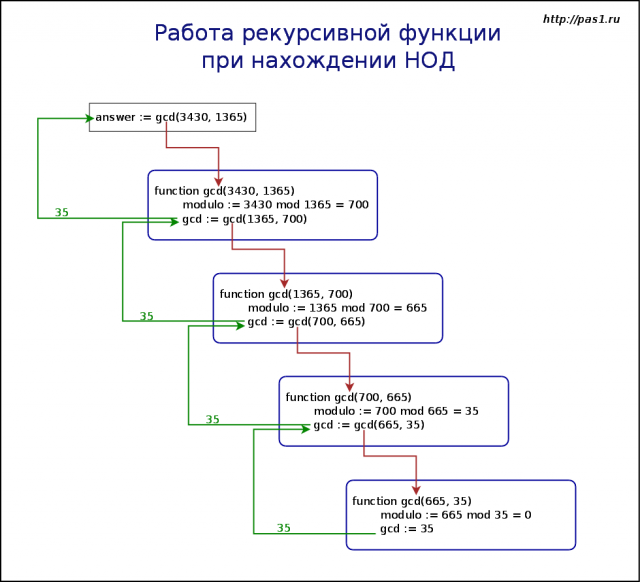 http://pas1.ru
Работа рекурсивной функции
при нахождении НОД
answer := gcd(3430, 1365)
function gcd(3430, 1365)
modulo := 3430 mod 1365 = 700
gcd := gcd(1365, 700)
35
function gcd(1365, 700)
modulo := 1365 mod 700 = 665
gcd := gcd(700, 665)
35
function gcd(700, 665)
modulo := 700 mod 665 = 35
gcd := gcd(665, 35)
35
function gcd(665, 35)
modulo := 665 mod 35 = 0
gcd := 35
35